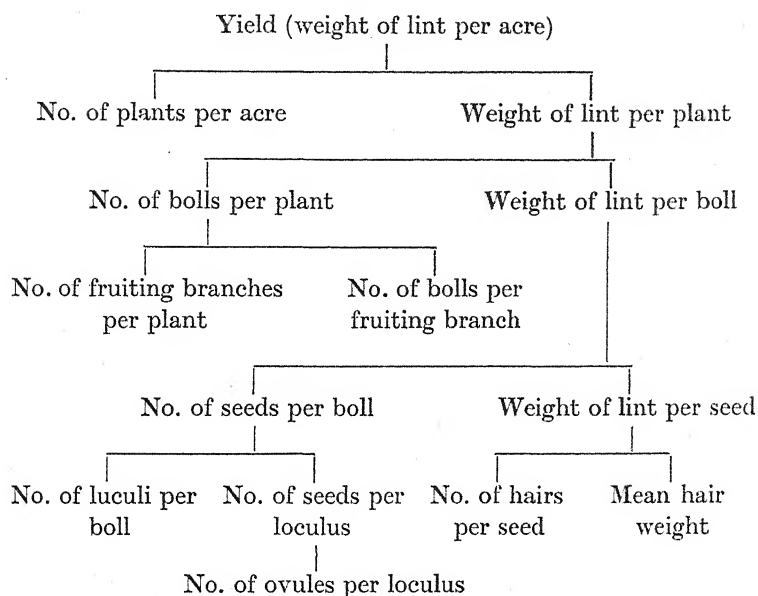 Yield (weight of lint per acre)
No. of plants per acre
Weight of lint per plant
No. of bolls per plant
Weight of lint per boll
No. of fruiting branches
per plant
No. of bolls per
fruiting branch
No. of seeds per boll
Weight of lint per seed
No. of luculi per
boll
No. of seeds per
loculus
No. of hairs
per seed
Mean hair
weight
No. of ovules per loculus